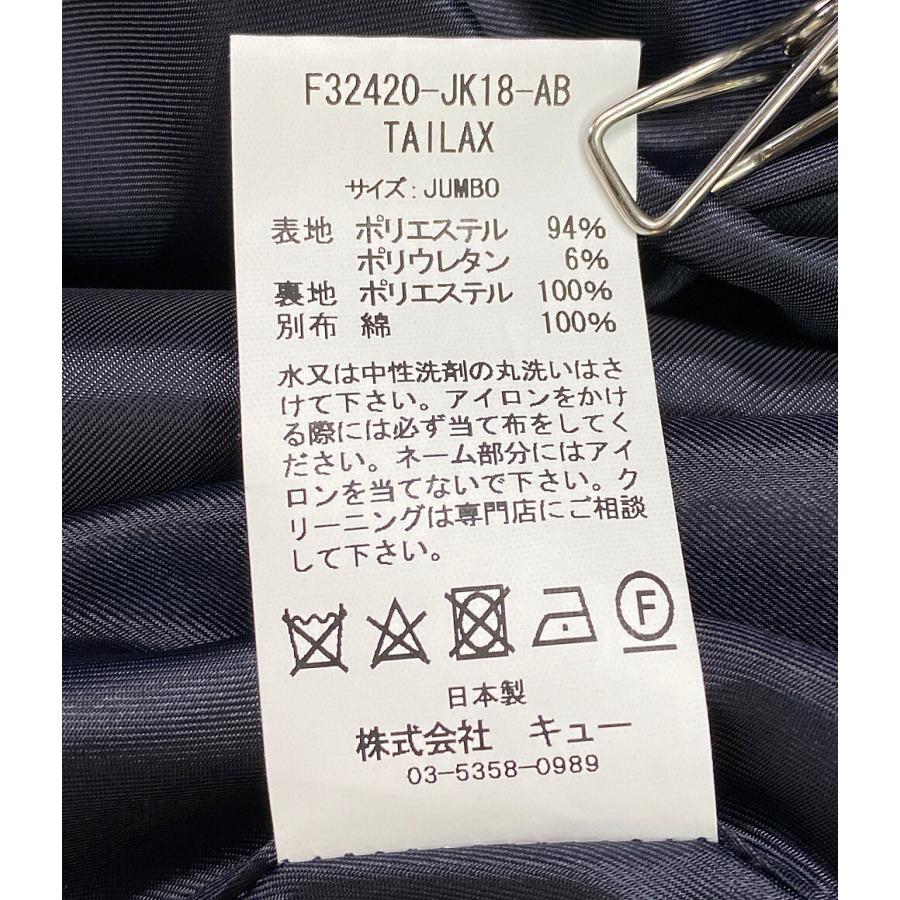 F32420-JK18-AB
TAILAX
サイズ: JUMBO
表地 ポリエステル 94%
ポリウレタン 6%
裏地 ポリエステル 100%
別布 綿 100%
水又は中性洗剤の丸洗いはさ
けて下さい。アイロンをかけ
る際には必ず当て布をしてく
ださい。ネーム部分にはアイ
ロンを当てないで下さい。ク
リーニングは専門店にご相談
して下さい。
F
日本製
株式会社 キュー
03-5358-0989